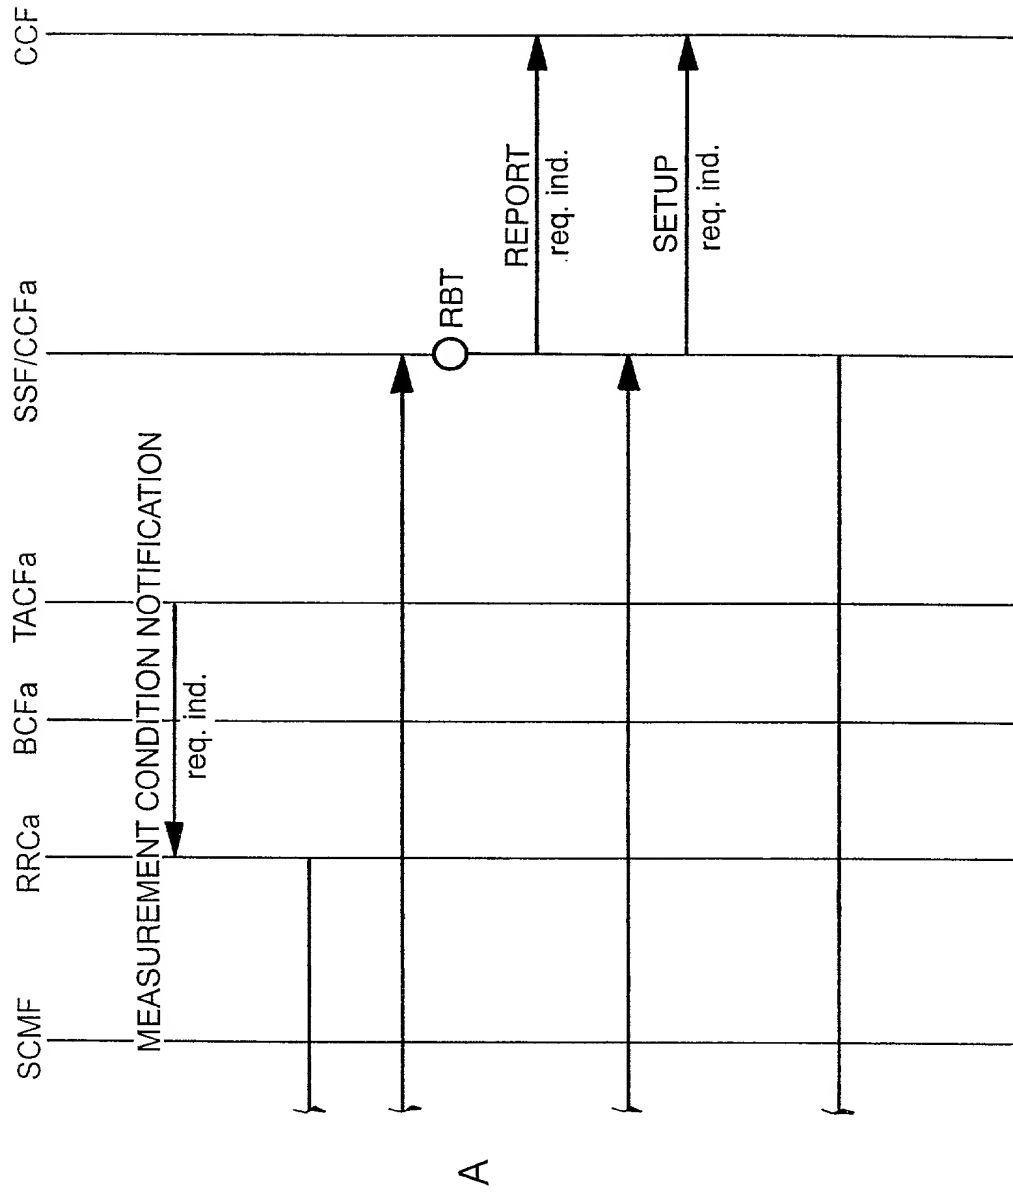 SCMF
RRCa
BCFa
TACFa
SSF/CCFa
CCF
MEASUREMENT CONDITION NOTIFICATION
req. ind.
RBT
REPORT
req. ind.
SETUP
req. ind.
A